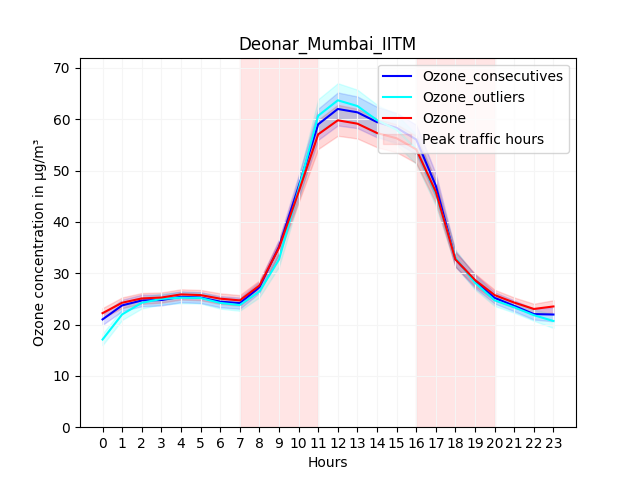 Deonar_Mumbai_IITM
Ozone_consecutives
Ozone_outliers
Ozone
Peak traffic hours
Ozone concentration in µg/m³
70
60
50
40
30
20
10
0
0 1 2 3 4 5 6 7 8 9 10 11 12 13 14 15 16 17 18 19 20 21 22 23
Hours